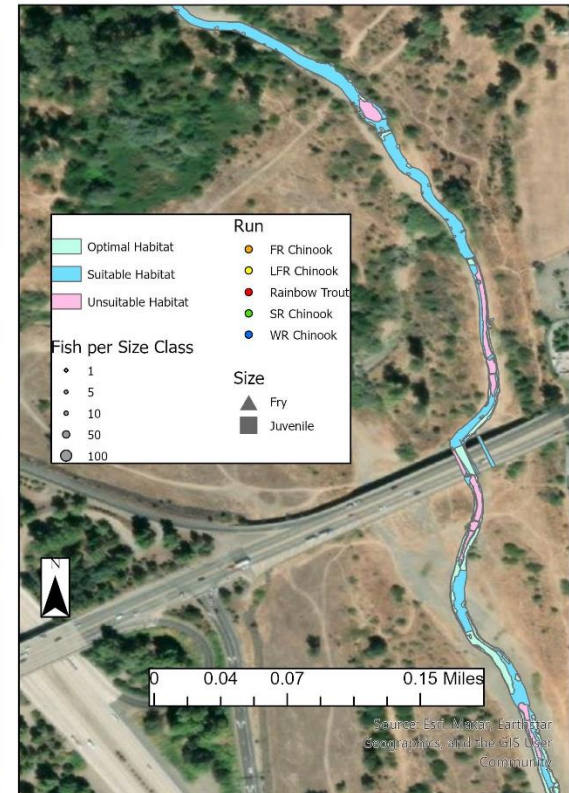 Optimal Habitat
Suitable Habitat
Unsuitable Habitat
Fish per Size Class
1
5
10
50
100
Run
FR Chinook
LFR Chinook
Rainbow Trout
SR Chinook
WR Chinook
Size
Fry
Juvenile
N
0 0.04 0.07 0.15 Miles
Source: Esri, Maxar, Earthstar
Geographics, and the GIS User
Community